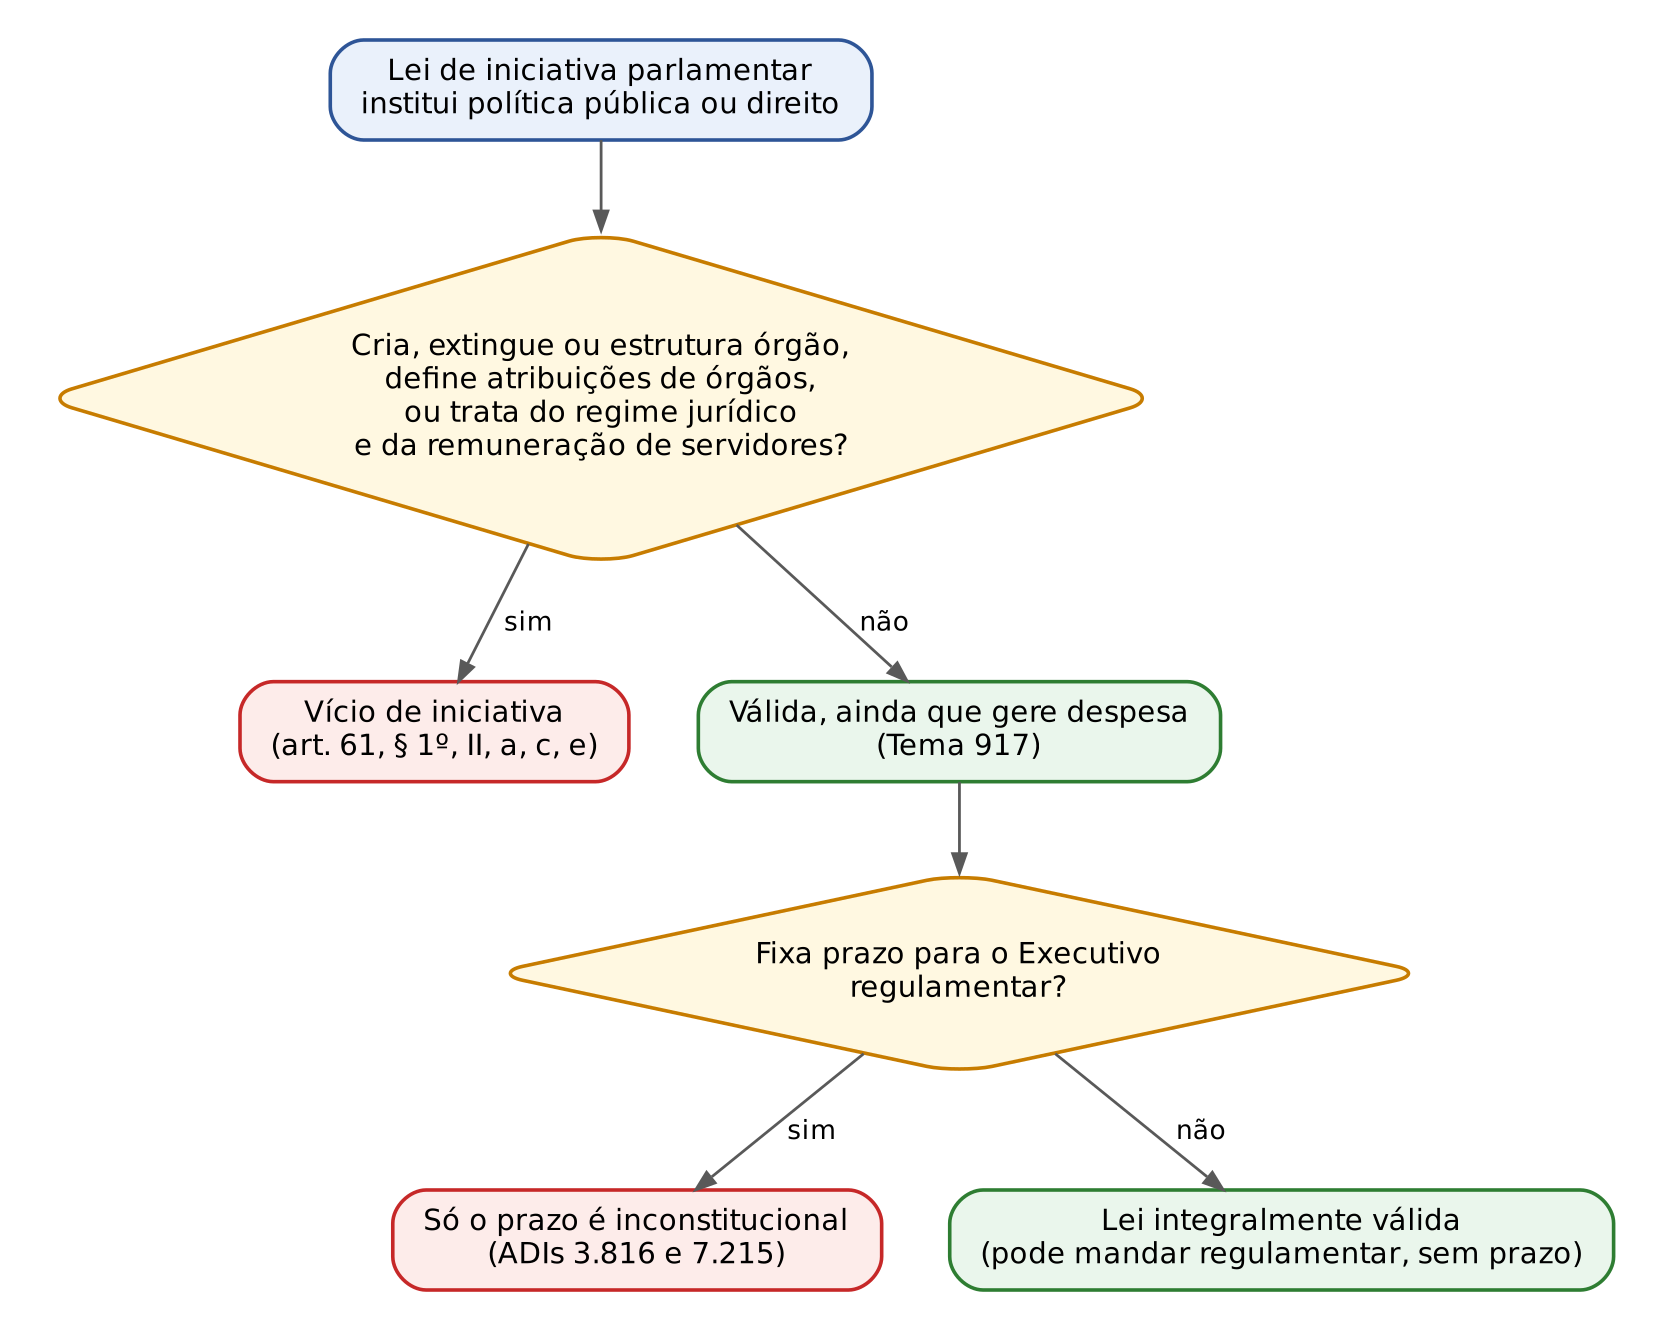 Lei de iniciativa parlamentar
institui política pública ou direito
Cria, extingue ou estrutura órgão,
define atribuições de órgãos,
ou trata do regime jurídico
e da remuneração de servidores?
sim
não
Vício de iniciativa
(art. 61, § 1º, II, a, c, e)
Válida, ainda que gere despesa
(Tema 917)
Fixa prazo para o Executivo
regulamentar?
sim
não
Só o prazo é inconstitucional
(ADIs 3.816 e 7.215)
Lei integralmente válida
(pode mandar regulamentar, sem prazo)